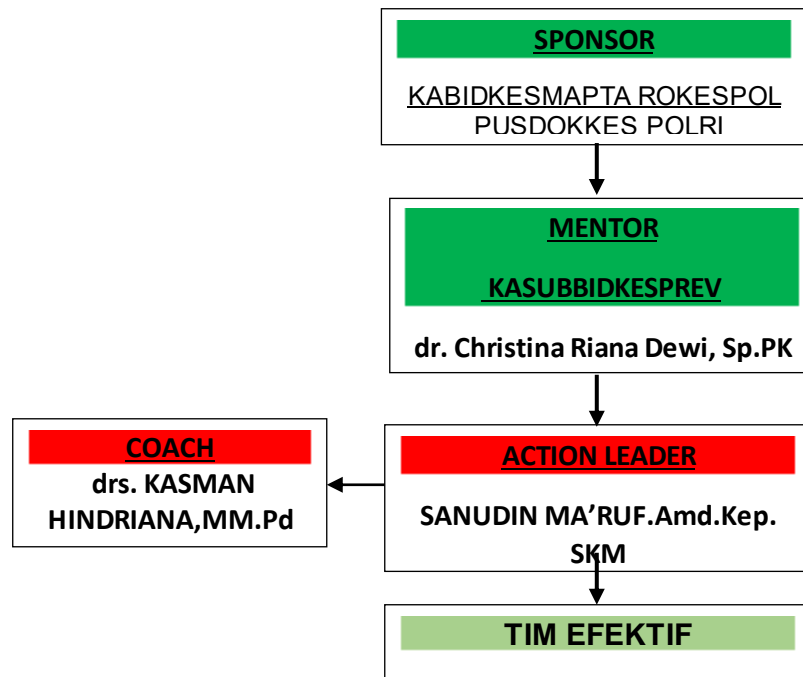 SPONSOR
KABIDKESMAPTA ROKESPOL
PUSDOKKES POLRI
MENTOR
KASUBBIDKESPREV
dr. Christina Riana Dewi, Sp.PK
COACH
drs. KASMAN
HINDRIANA,MM.Pd
ACTION LEADER
SANUDIN MA’RUF.Amd.Kep.
SKM
TIM EFEKTIF